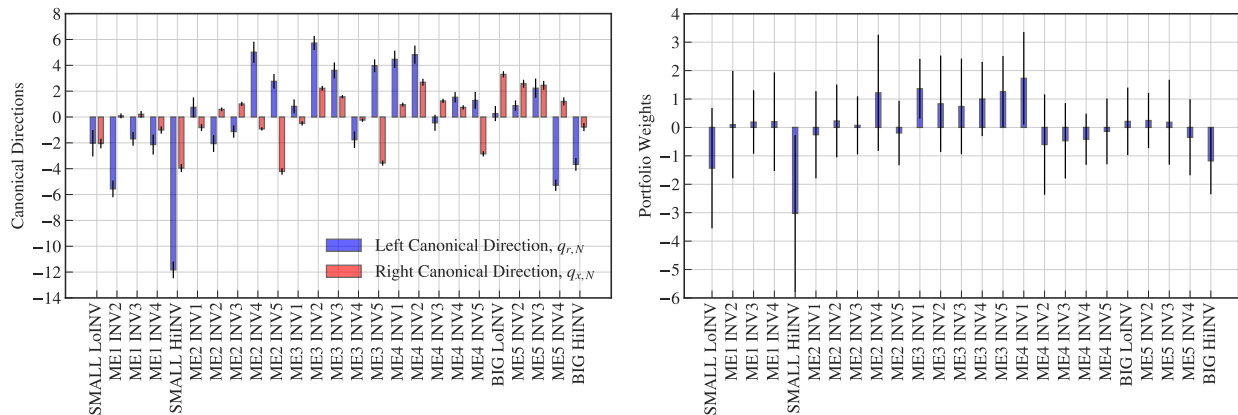 8
6
4
2
0
−2
−4
−6
−8
−10
−12
−14
Canonical Directions
Left Canonical Direction, q_{r,N}
Right Canonical Direction, q_{x,N}
SMALL LoINV
ME1 INV2
ME1 INV3
ME1 INV4
SMALL HiINV
ME2 INV1
ME2 INV2
ME2 INV3
ME2 INV4
ME2 INV5
ME3 INV1
ME3 INV2
ME3 INV3
ME3 INV4
ME3 INV5
ME4 INV1
ME4 INV2
ME4 INV3
ME4 INV4
ME4 INV5
BIG LoINV
ME5 INV2
ME5 INV3
ME5 INV4
BIG HiINV
4
3
2
1
0
−1
−2
−3
−4
−5
−6
Portfolio Weights
SMALL LoINV
ME1 INV2
ME1 INV3
ME1 INV4
SMALL HiINV
ME2 INV1
ME2 INV2
ME2 INV3
ME2 INV4
ME2 INV5
ME3 INV1
ME3 INV2
ME3 INV3
ME3 INV4
ME3 INV5
ME4 INV1
ME4 INV2
ME4 INV3
ME4 INV4
ME4 INV5
BIG LoINV
ME5 INV2
ME5 INV3
ME5 INV4
BIG HiINV